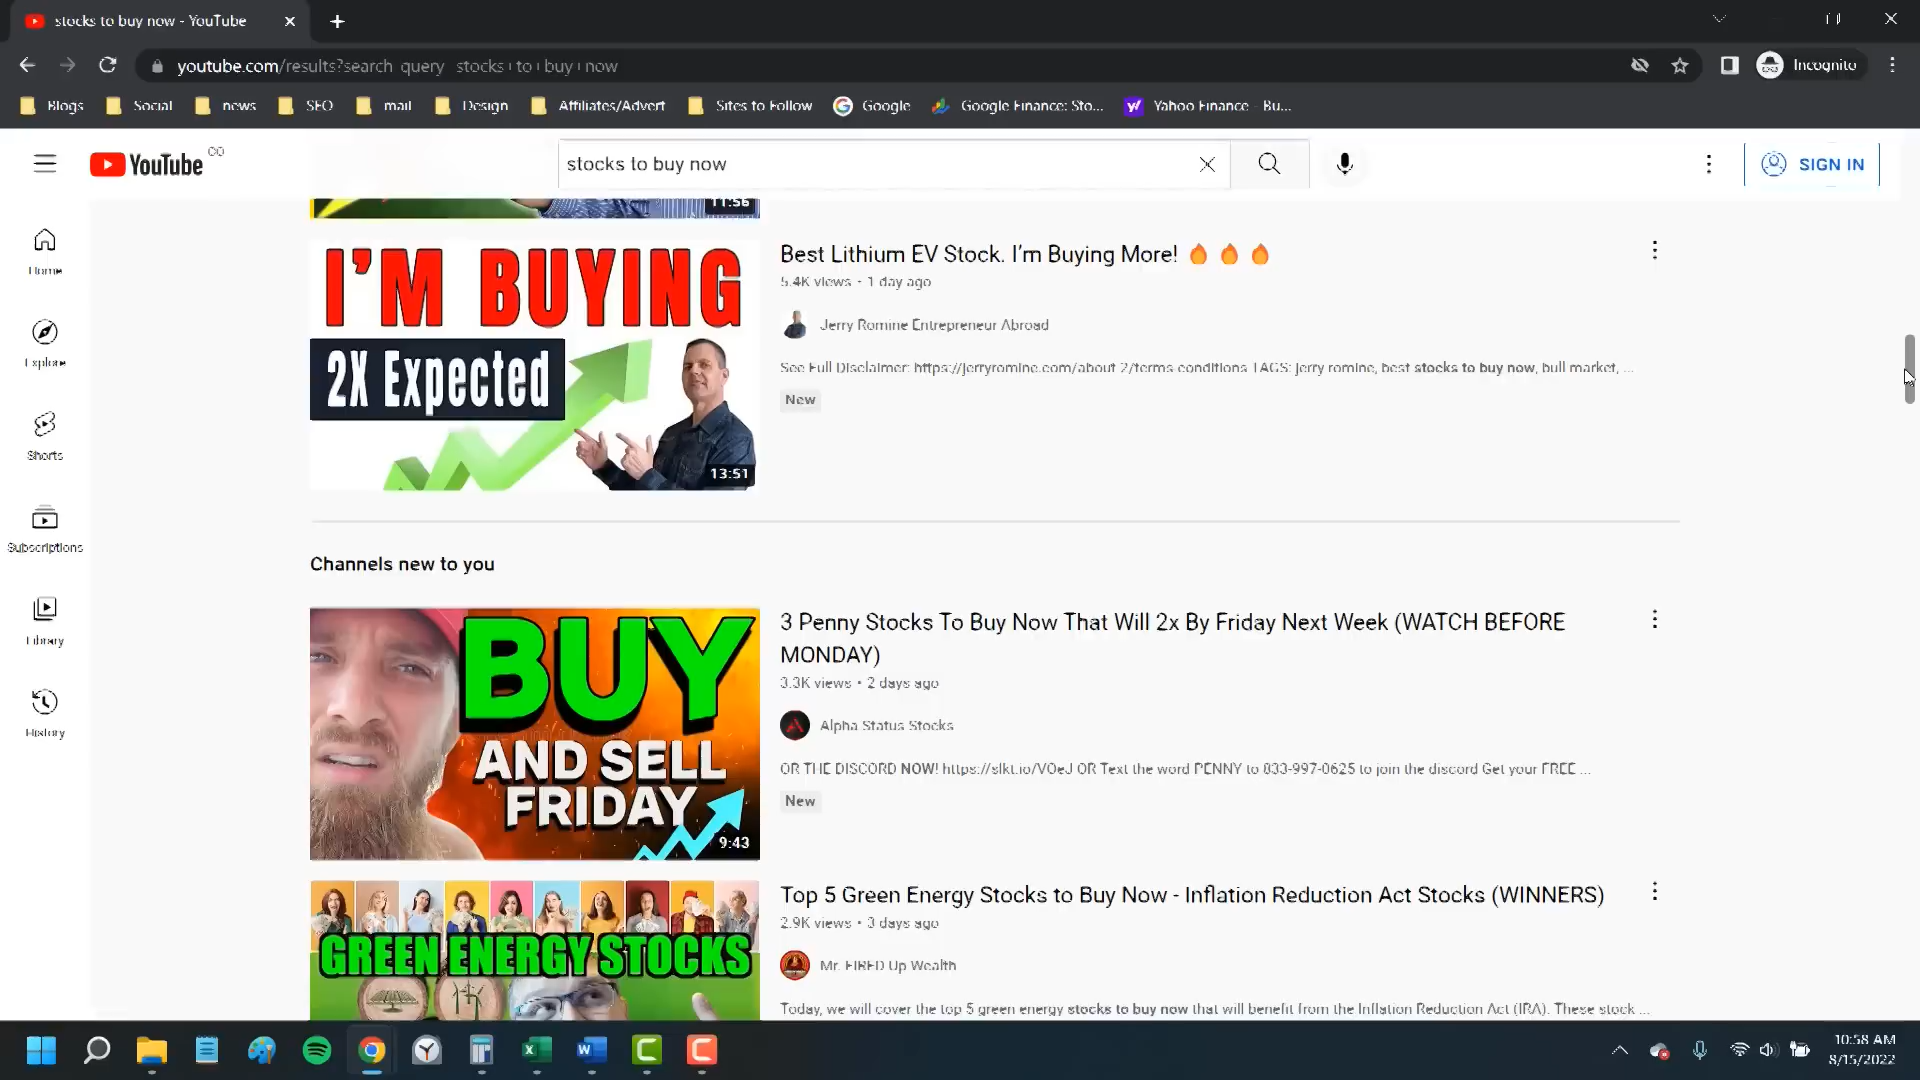 stocks to buy now - YouTube
youtube.com/results?search_query=stocks+to+buy+now
Incognito
Blogs
Social
news
SEO
mail
Design
Affiliates/Advert
Sites to Follow
Google
Google Finance: Sto...
Yahoo Finance - Bu...
YouTube CO
stocks to buy now
SIGN IN
Home
Explore
Shorts
Subscriptions
Library
History
11:56
I'M BUYING
2X Expected
13:51
Best Lithium EV Stock. I'm Buying More!
5.4K views • 1 day ago
Jerry Romine Entrepreneur Abroad
See Full Disclaimer: https://jerryromine.com/about-2/terms-conditions TAGS: jerry romine, best stocks to buy now, bull market, ...
New
Channels new to you
BUY
AND SELL
FRIDAY
9:43
3 Penny Stocks To Buy Now That Will 2x By Friday Next Week (WATCH BEFORE
MONDAY)
3.3K views • 2 days ago
Alpha Status Stocks
OR THE DISCORD NOW! https://slkt.io/VOeJ OR Text the word PENNY to 833-997-0625 to join the discord Get your FREE ...
New
GREEN ENERGY STOCKS
Top 5 Green Energy Stocks to Buy Now - Inflation Reduction Act Stocks (WINNERS)
2.9K views • 3 days ago
Mr. FIRED Up Wealth
Today, we will cover the top 5 green energy stocks to buy now that will benefit from the Inflation Reduction Act (IRA). These stock ...
10:58 AM
8/15/2022